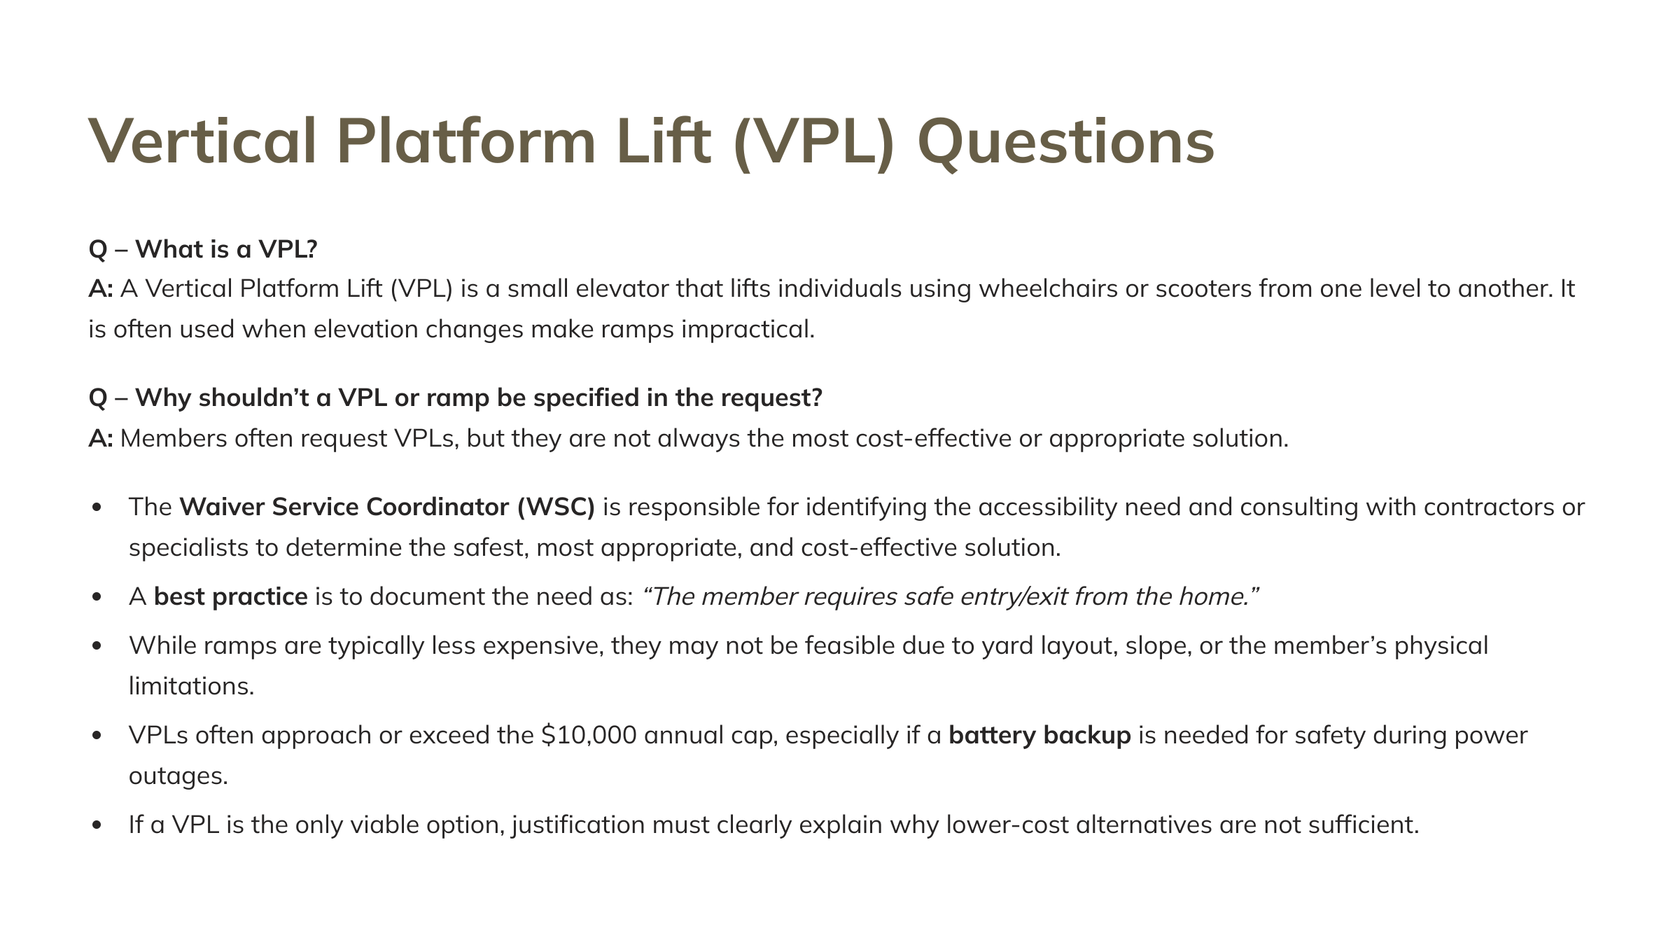 Vertical Platform Lift (VPL) Questions
Q – What is a VPL?
A: A Vertical Platform Lift (VPL) is a small elevator that lifts individuals using wheelchairs or scooters from one level to another. It
is often used when elevation changes make ramps impractical.
Q – Why shouldn’t a VPL or ramp be specified in the request?
A: Members often request VPLs, but they are not always the most cost-effective or appropriate solution.
• The Waiver Service Coordinator (WSC) is responsible for identifying the accessibility need and consulting with contractors or
specialists to determine the safest, most appropriate, and cost-effective solution.
• A best practice is to document the need as: “The member requires safe entry/exit from the home.”
• While ramps are typically less expensive, they may not be feasible due to yard layout, slope, or the member’s physical
limitations.
• VPLs often approach or exceed the $10,000 annual cap, especially if a battery backup is needed for safety during power
outages.
• If a VPL is the only viable option, justification must clearly explain why lower-cost alternatives are not sufficient.